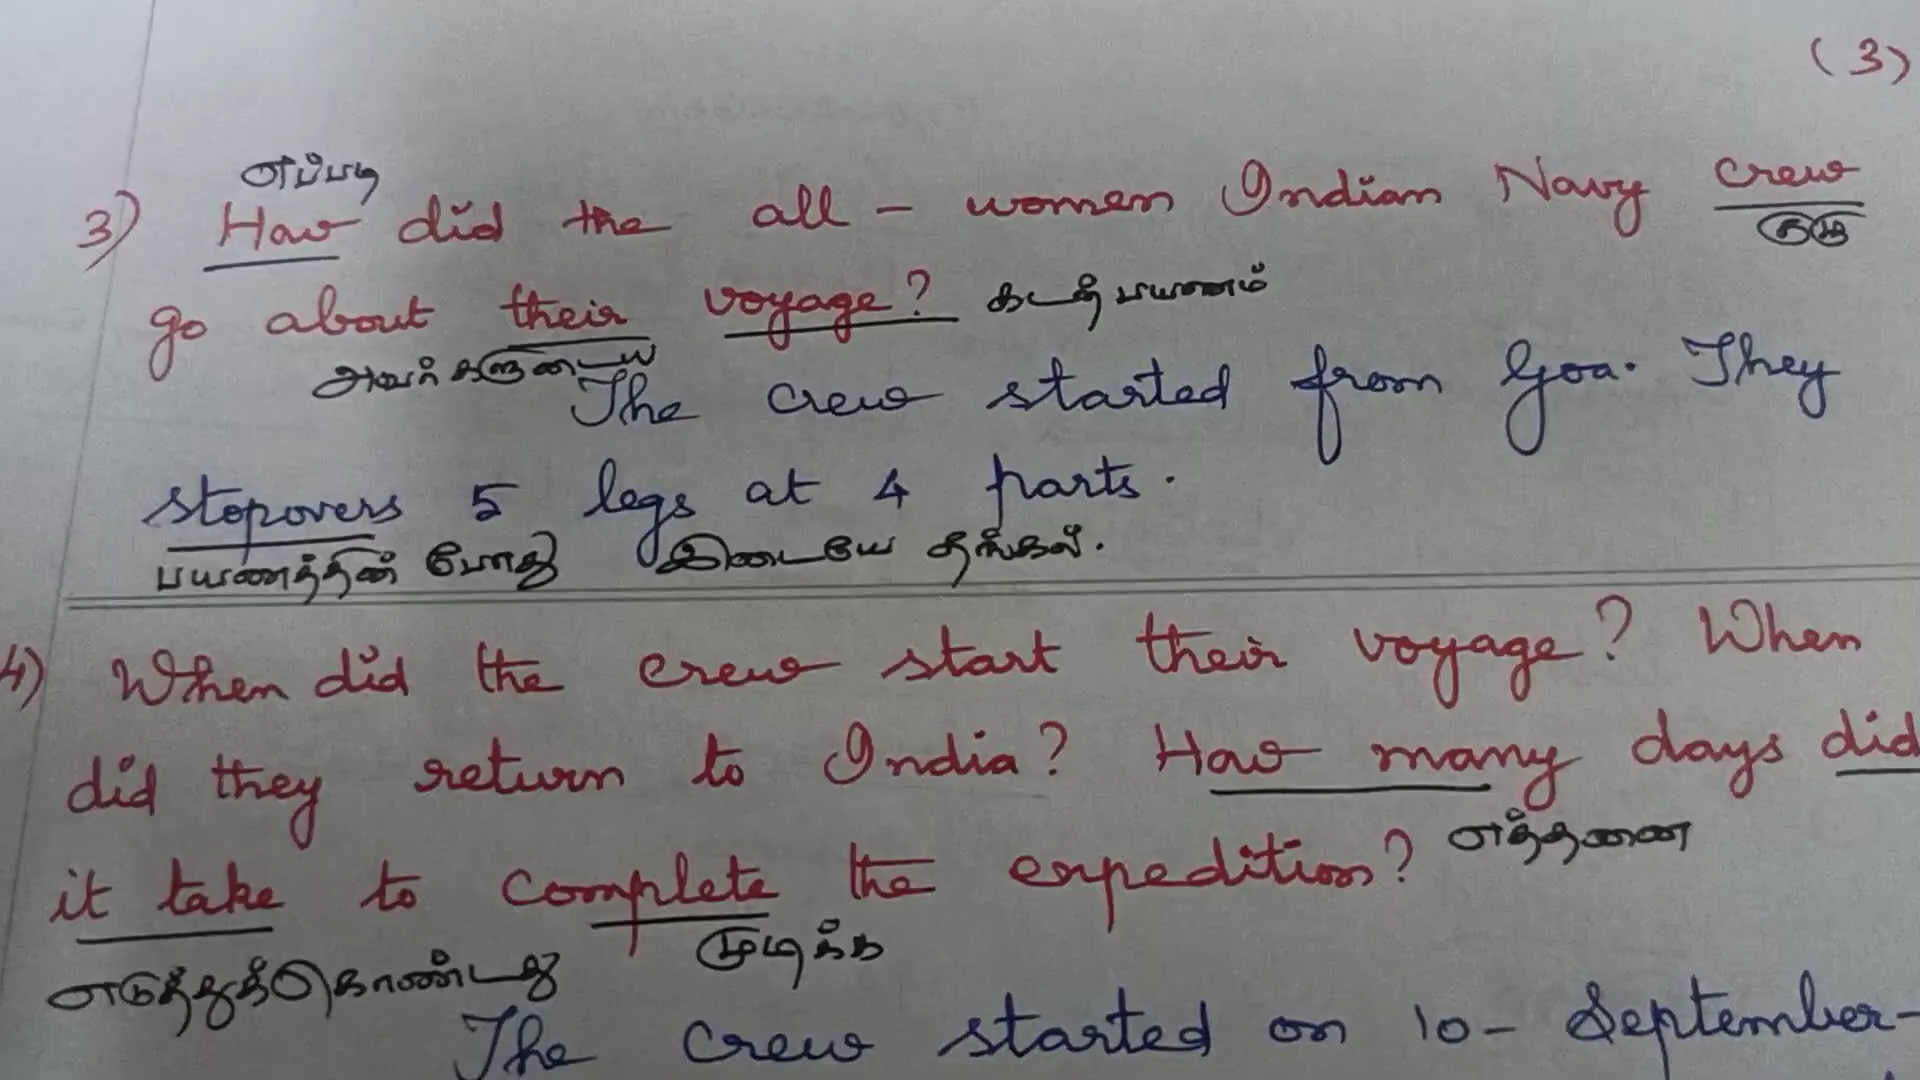 (3)
எப்படி
3) How did the all - women Indian Navy crew
குழு
go about their voyage? கடற் பயணம்
அவர்களுடைய
The crew started from Goa. They
stopovers 5 legs at 4 parts.
பயணத்தின் போது இடையே தங்கல்.
4) When did the crew start their voyage? When
did they return to India? How many days did
எத்தனை
it take to complete the expedition?
எடுத்துக்கொண்டது முடிக்க
The crew started on 10 - September -